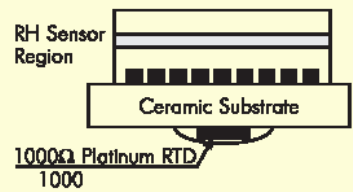 RH Sensor
Region
Ceramic Substrate
1000Ω Platinum RTD
1000